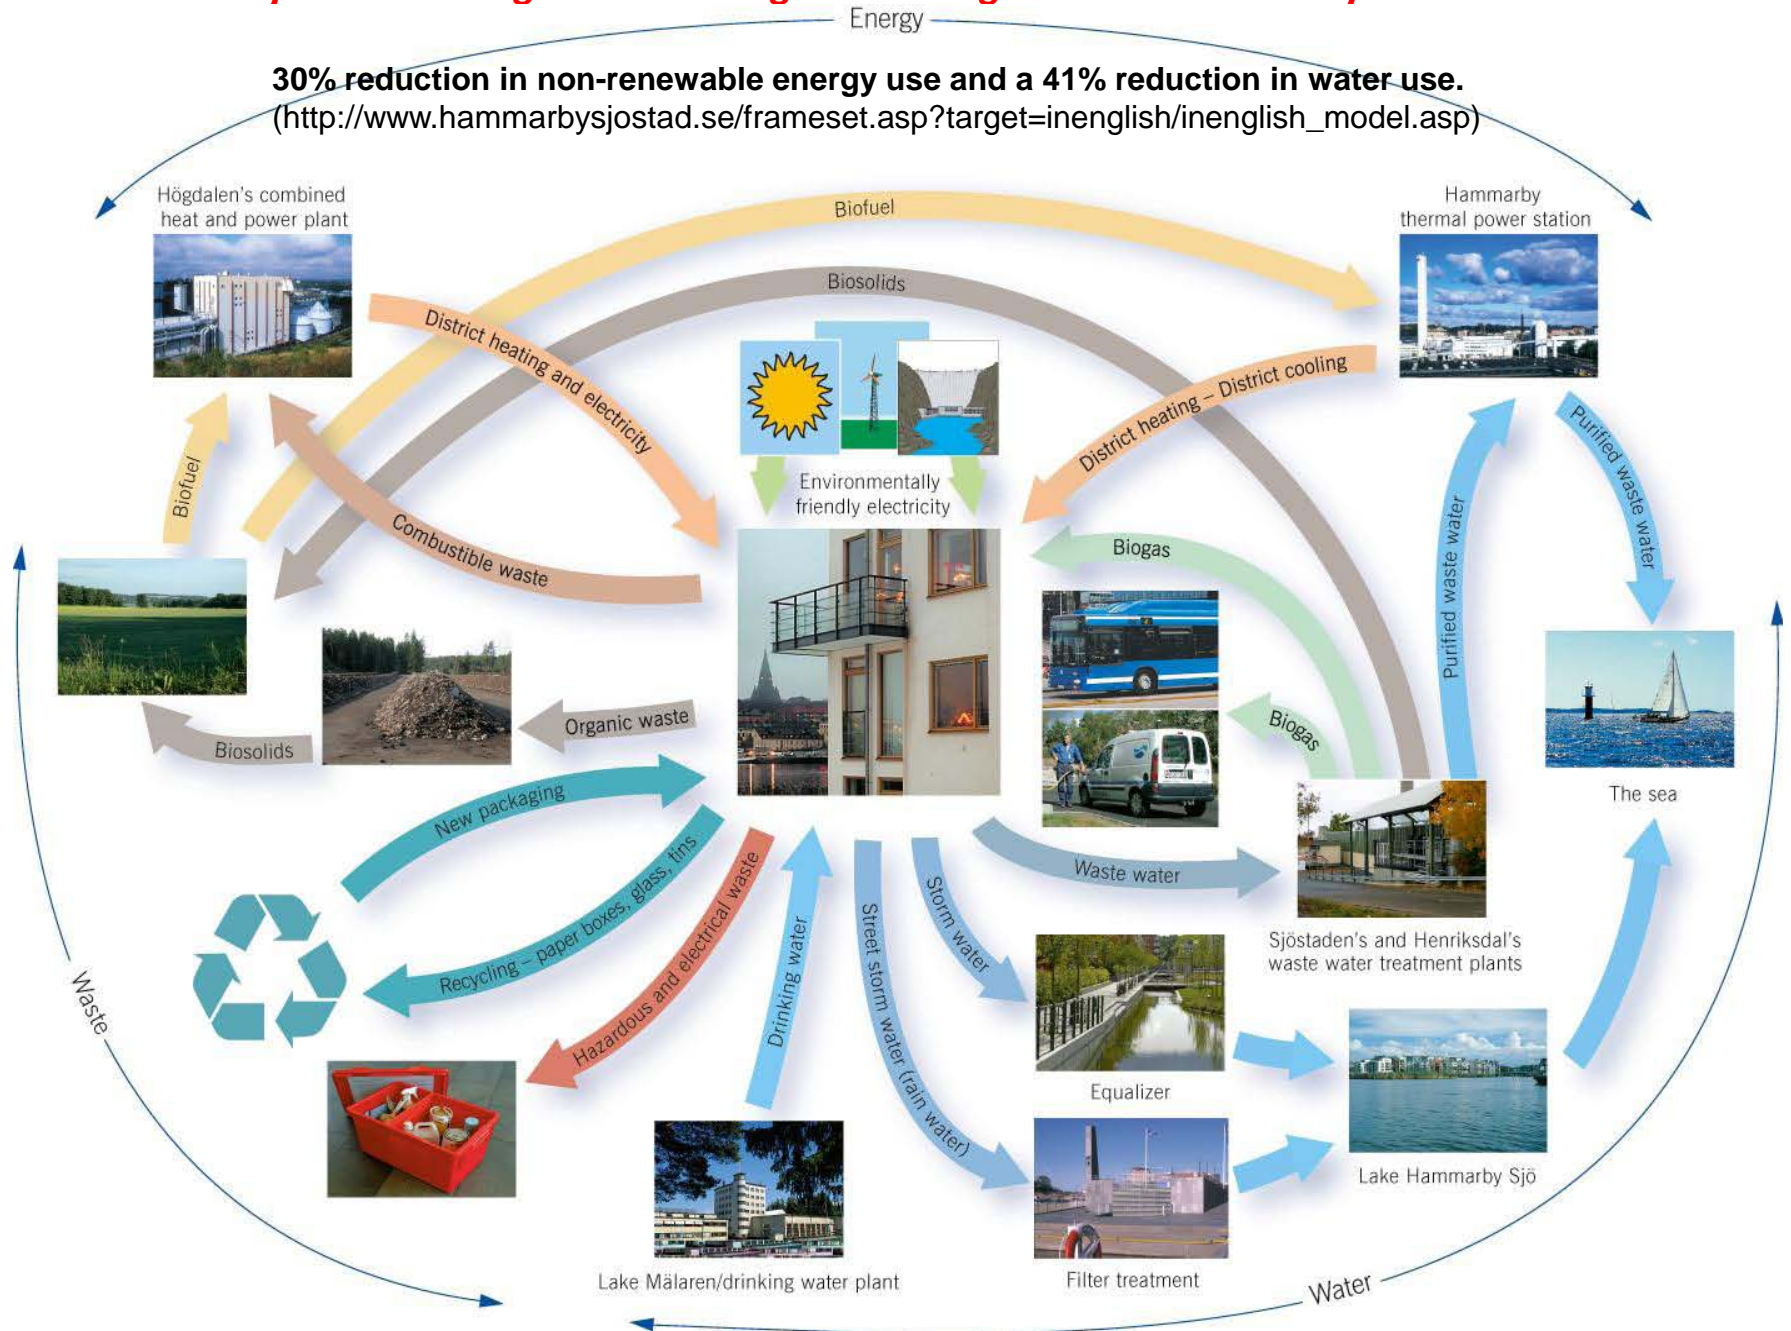 Energy
30% reduction in non-renewable energy use and a 41% reduction in water use.
(http://www.hammarbysjostad.se/frameset.asp?target=inenglish/inenglish_model.asp)
Högdalen's combined
heat and power plant
Hammarby
thermal power station
Biofuel
Biosolids
District heating and electricity
District heating – District cooling
Purified waste water
Environmentally
friendly electricity
Biofuel
Combustible waste
Biogas
Purified waste water
Organic waste
Biosolids
Biogas
The sea
New packaging
Recycling – paper boxes, glass, tins
Hazardous and electrical waste
Drinking water
Street storm water (rain water)
Storm water
Waste water
Sjöstaden's and Henriksdal's
waste water treatment plants
Waste
Equalizer
Lake Hammarby Sjö
Lake Mälaren/drinking water plant
Filter treatment
Water